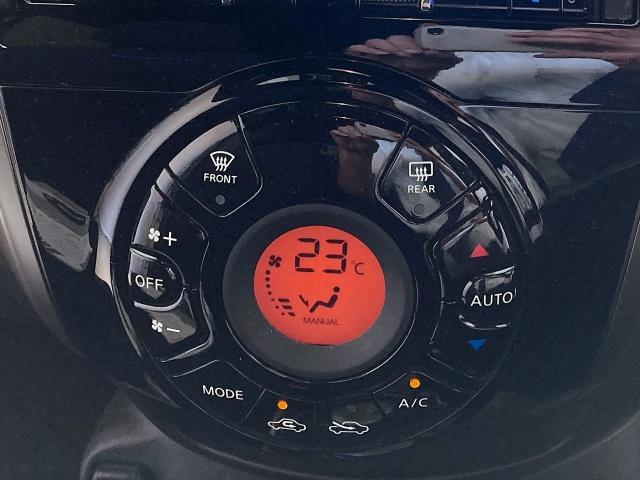 FRONT
REAR
+
23°C
OFF
AUTO
MANUAL
−
MODE
A/C